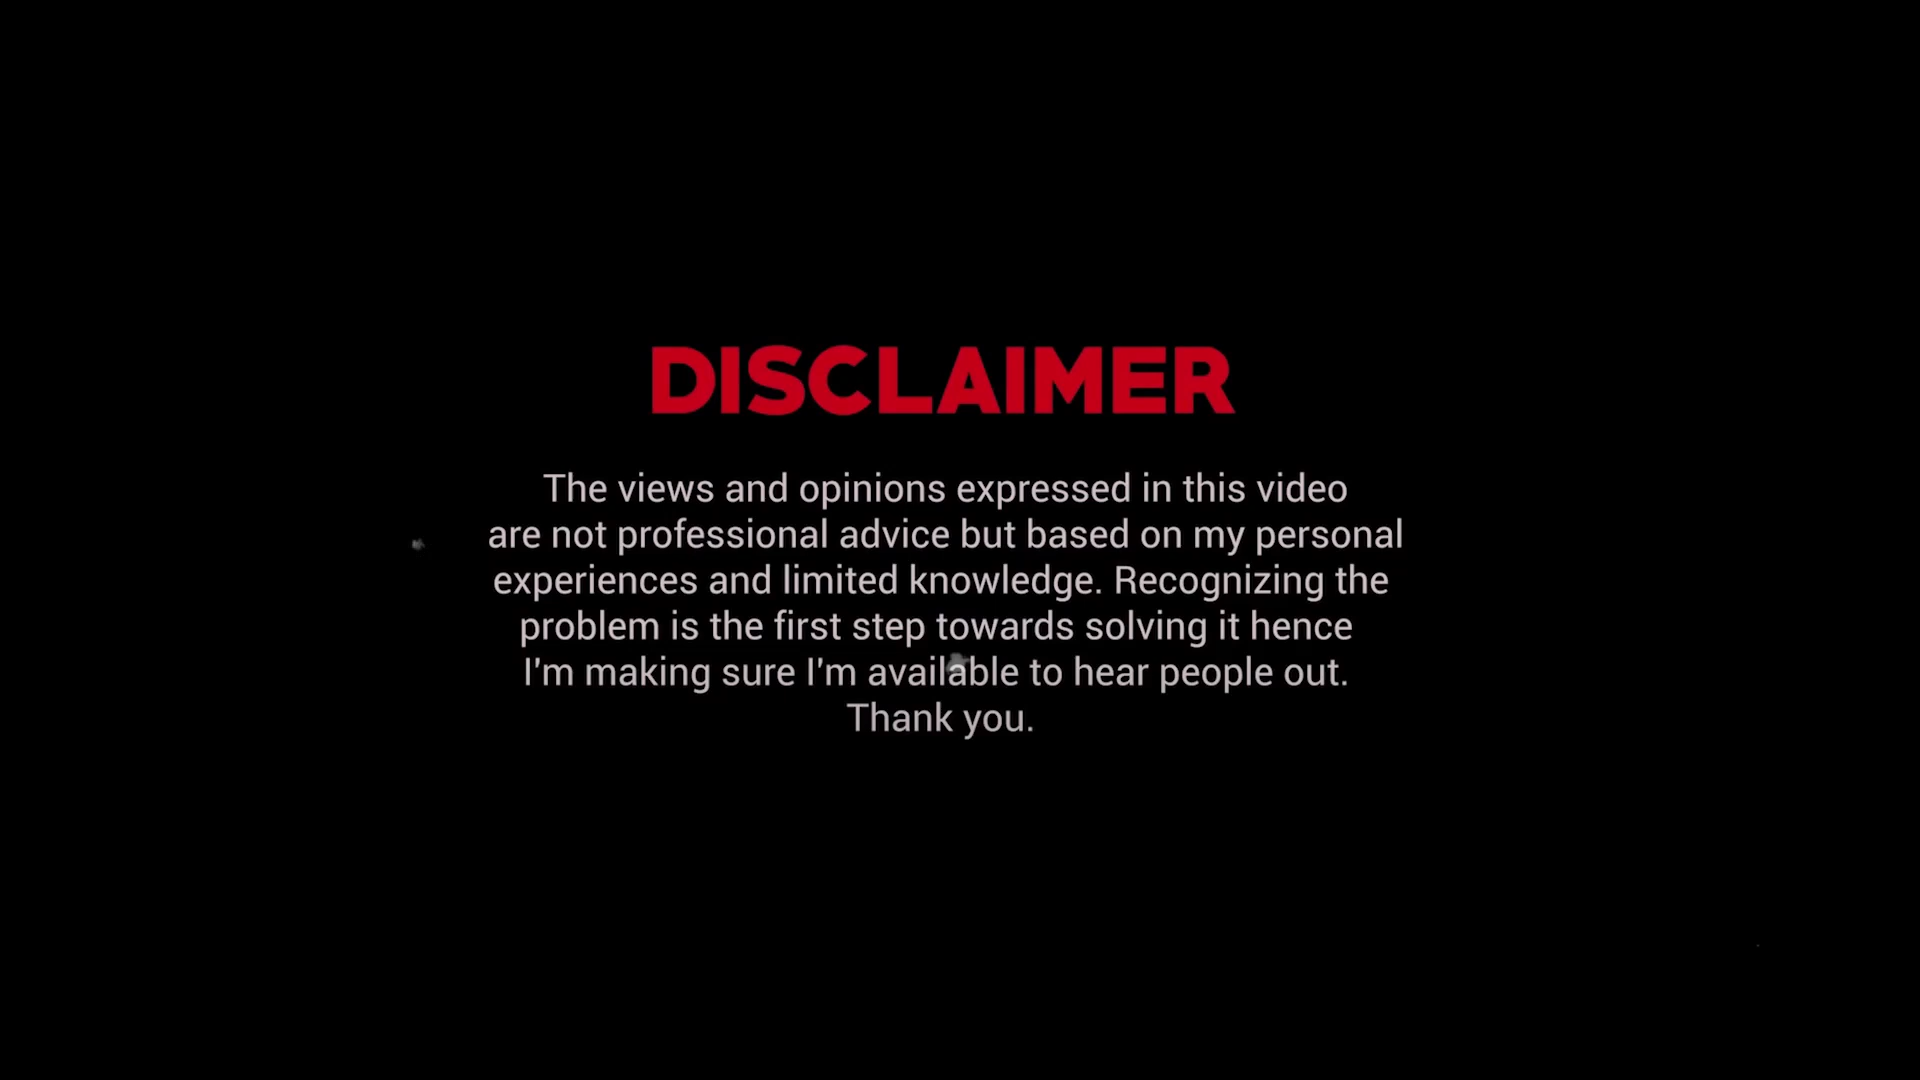 DISCLAIMER
The views and opinions expressed in this video
are not professional advice but based on my personal
experiences and limited knowledge. Recognizing the
problem is the first step towards solving it hence
I'm making sure I'm available to hear people out.
Thank you.